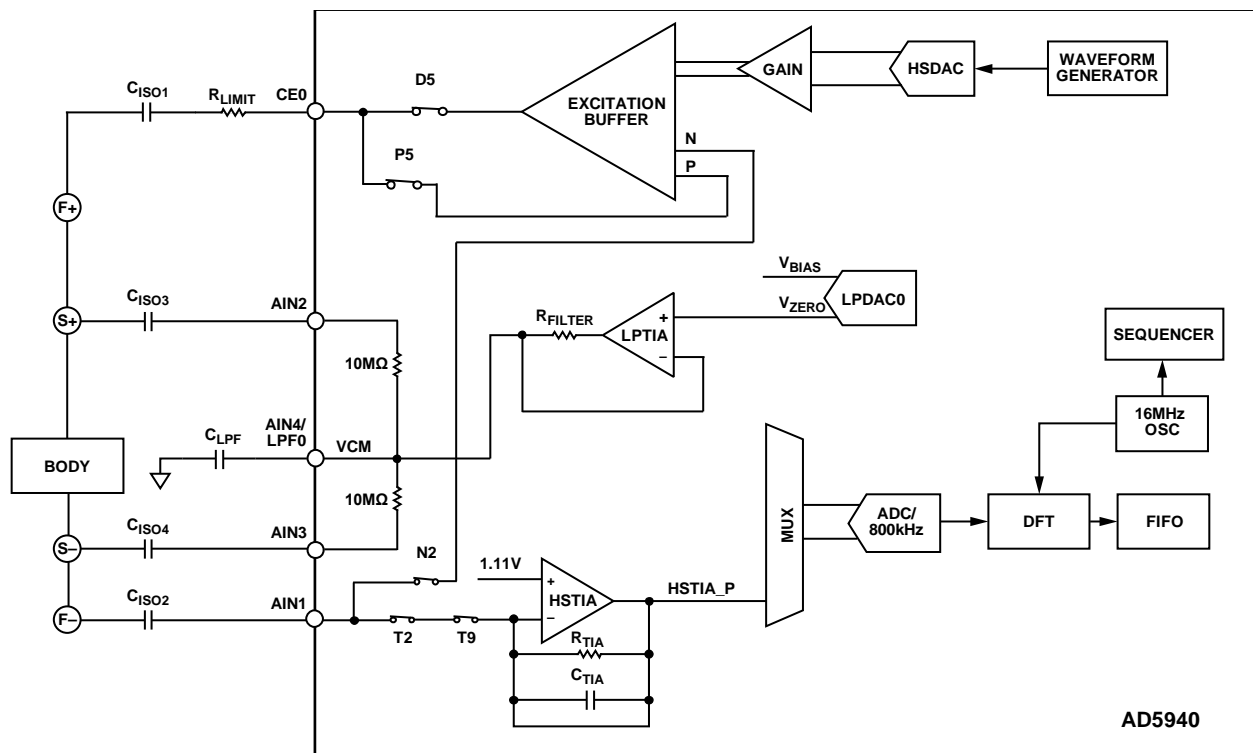 CISO1
RLIMIT
CE0
D5
P5
EXCITATION
BUFFER
N
P
GAIN
HSDAC
WAVEFORM
GENERATOR
F+
S+
CISO3
AIN2
10MΩ
RFILTER
LPTIA
+
–
VBIAS
VZERO
LPDAC0
SEQUENCER
16MHz
OSC
AIN4/
LPF0
CLPF
VCM
BODY
10MΩ
S–
CISO4
AIN3
F–
CISO2
AIN1
N2
T2
T9
1.11V
+
–
HSTIA
HSTIA_P
RTIA
CTIA
MUX
ADC/
800kHz
DFT
FIFO
AD5940